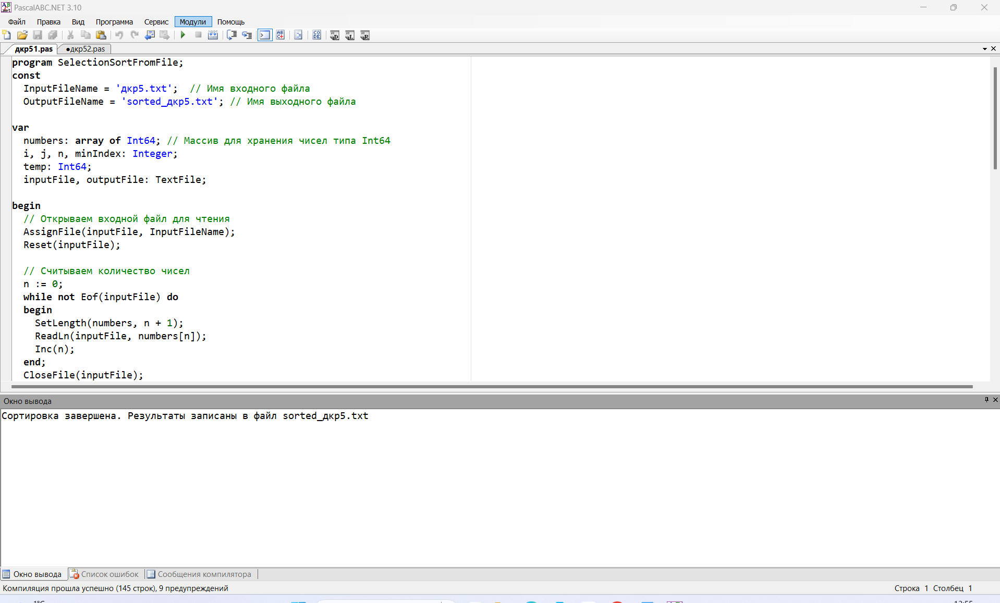 PascalABC.NET 3.10
Файл Правка Вид Программа Сервис Модули Помощь
дкр51.pas •дкр52.pas
program SelectionSortFromFile;
const
InputFileName = 'дкр5.txt'; // Имя входного файла
OutputFileName = 'sorted_дкр5.txt'; // Имя выходного файла
var
numbers: array of Int64; // Массив для хранения чисел типа Int64
i, j, n, minIndex: Integer;
temp: Int64;
inputFile, outputFile: TextFile;
begin
// Открываем входной файл для чтения
AssignFile(inputFile, InputFileName);
Reset(inputFile);
// Считываем количество чисел
n := 0;
while not Eof(inputFile) do
begin
SetLength(numbers, n + 1);
ReadLn(inputFile, numbers[n]);
Inc(n);
end;
CloseFile(inputFile);
Окно вывода
Сортировка завершена. Результаты записаны в файл sorted_дкр5.txt
Окно вывода Список ошибок Сообщения компилятора
Компиляция прошла успешно (145 строк), 9 предупреждений Строка 1 Столбец 1